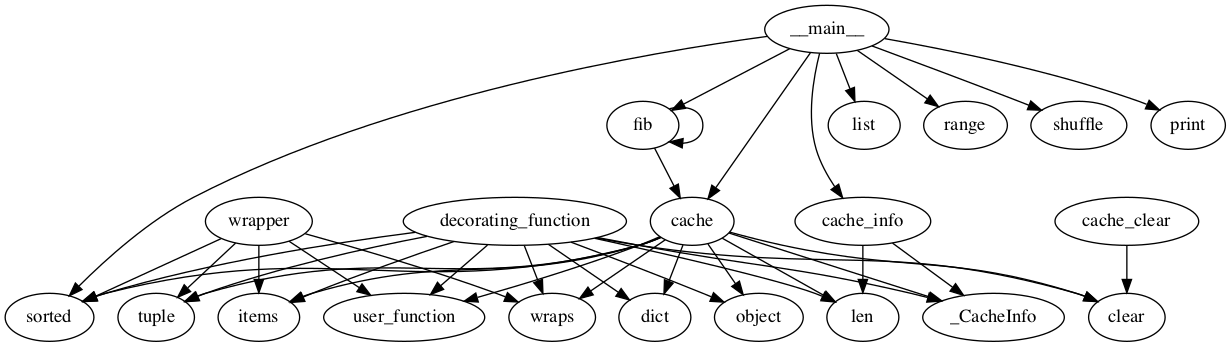 __main__
fib
list
range
shuffle
print
wrapper
decorating_function
cache
cache_info
cache_clear
sorted
tuple
items
user_function
wraps
dict
object
len
_CacheInfo
clear